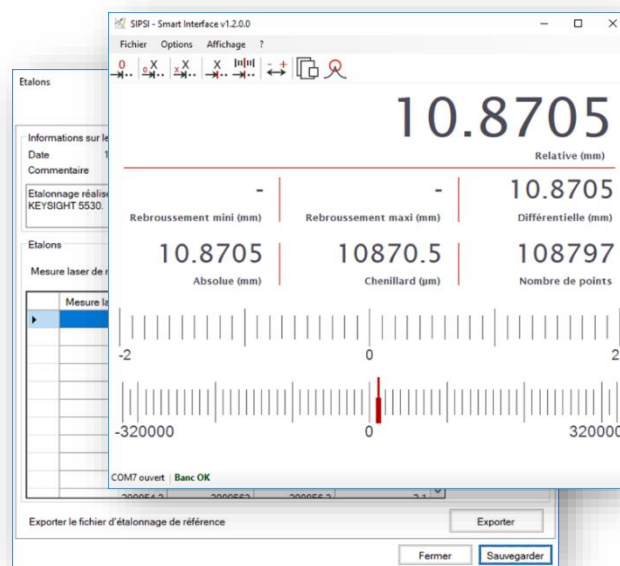 SIPSI - Smart Interface v1.2.0.0
Fichier Options Affichage ?
10.8705
Relative (mm)
- - 10.8705
Rebroussement mini (mm) Rebroussement maxi (mm) Différentielle (mm)
10.8705 10870.5 108797
Absolue (mm) Chenillard (µm) Nombre de points
-2 0 2
-320000 0 320000
COM7 ouvert Banc OK
Etalons
Informations sur
Date 1
Commentaire
Etalonnage
KEYSIGHT 5530.
Etalons
Mesure laser de
Mesure
Exporter le fichier d'étalonnage de référence Exporter
Fermer Sauvegarder